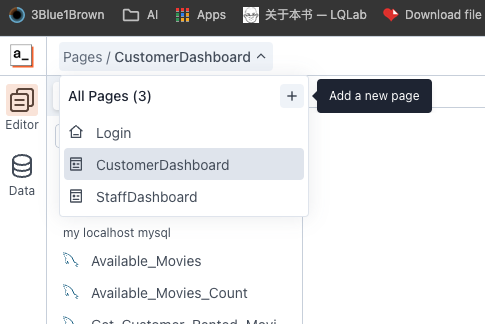 3Blue1Brown AI Apps 关于本书 — LQLab Download file
a_ Pages / CustomerDashboard
All Pages (3) + Add a new page
Editor
Login
CustomerDashboard
Data
StaffDashboard
my localhost mysql
Available_Movies
Available_Movies_Count
Get_Customer_Rented_Movi